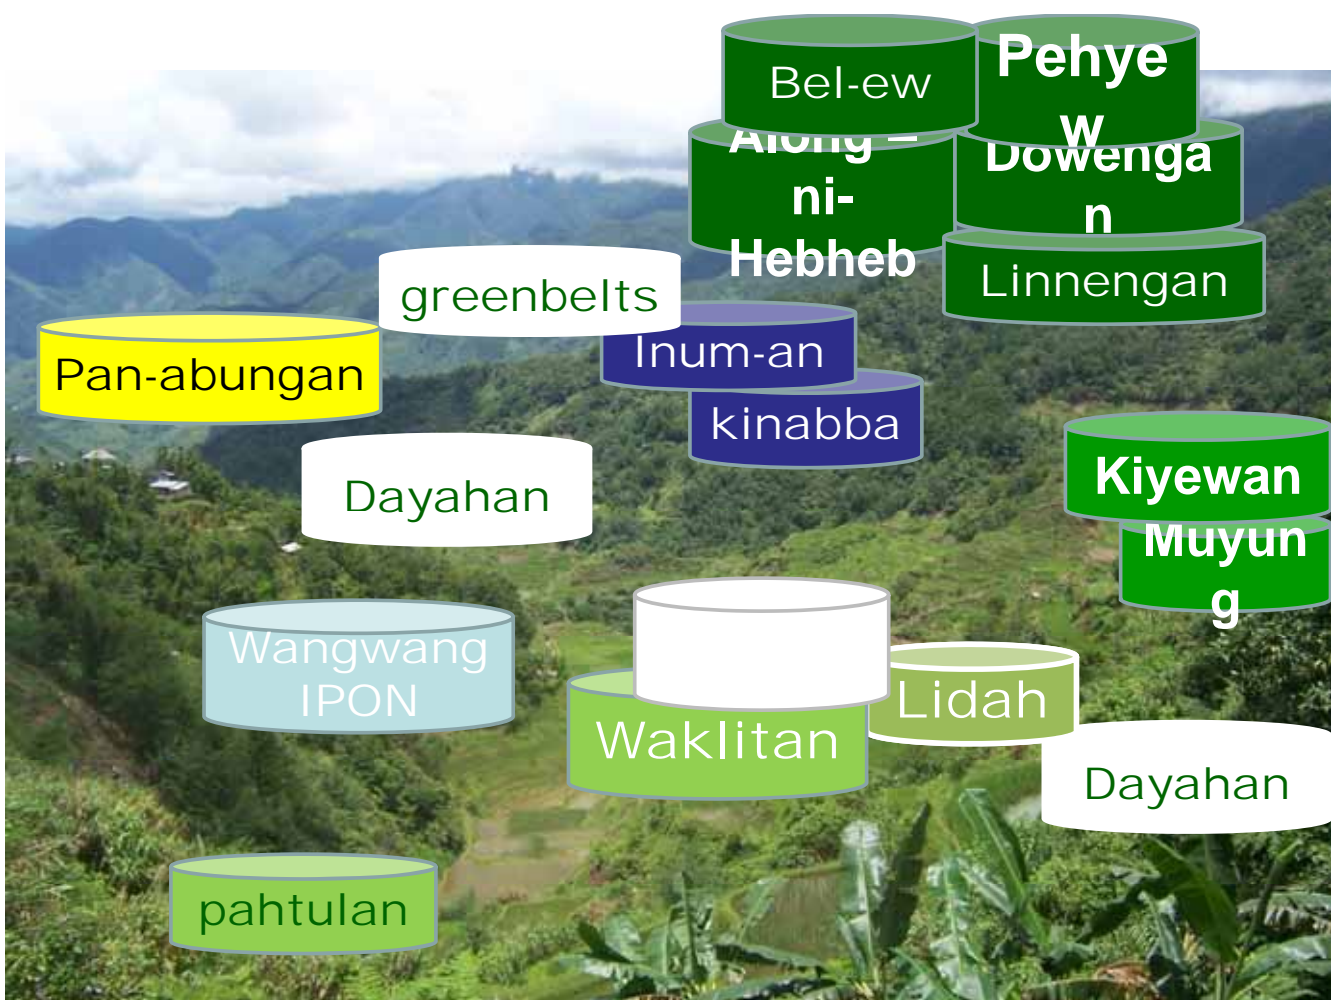 Bel-ew
Pehye
w
Along –
ni-
Hebheb
Dowenga
n
Linnengan
greenbelts
Inum-an
Pan-abungan
kinabba
Kiyewan
Dayahan
Muyun
g
Wangwang
IPON
Lidah
Waklitan
Dayahan
pahtulan